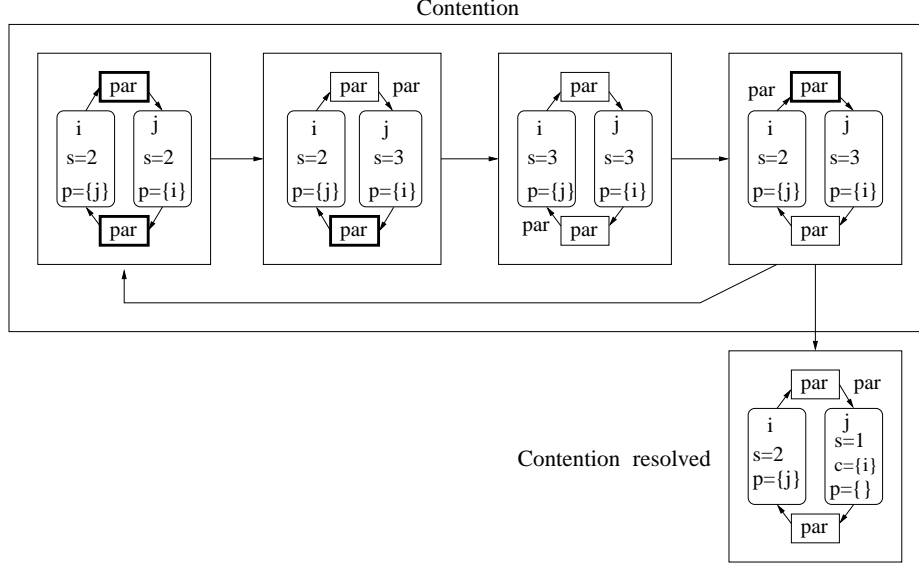 Contention
par
i
j
s=2
s=2
p={j}
p={i}
par
par
par
i
j
s=2
s=3
p={j}
p={i}
par
par
i
j
s=3
s=3
p={j}
p={i}
par
par
par
par
i
j
s=2
s=3
p={j}
p={i}
par
Contention resolved
par
par
i
j
s=2
s=1
c={i}
p={j}
p={}
par